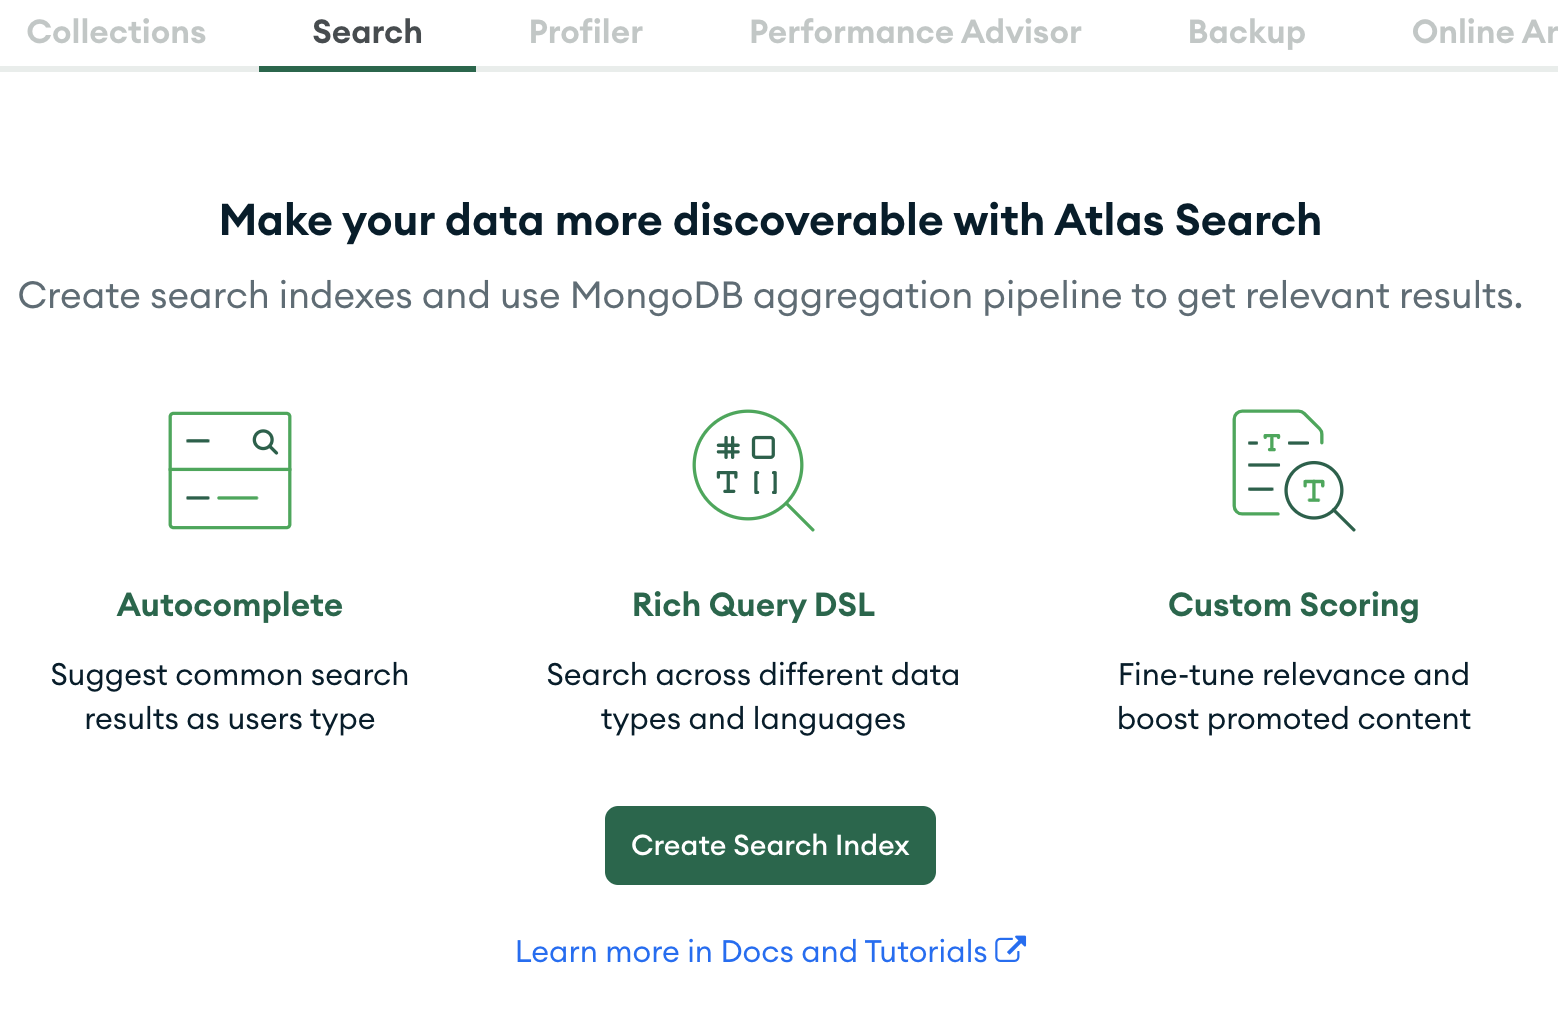 Collections Search Profiler Performance Advisor Backup Online Ar
Make your data more discoverable with Atlas Search
Create search indexes and use MongoDB aggregation pipeline to get relevant results.
# T [ ]
T T
Autocomplete
Suggest common search
results as users type
Rich Query DSL
Search across different data
types and languages
Custom Scoring
Fine-tune relevance and
boost promoted content
Create Search Index
Learn more in Docs and Tutorials